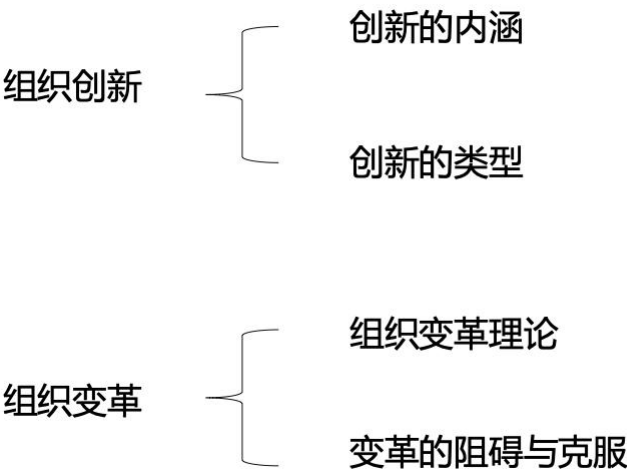 组织创新
创新的内涵
创新的类型
组织变革
组织变革理论
变革的阻碍与克服